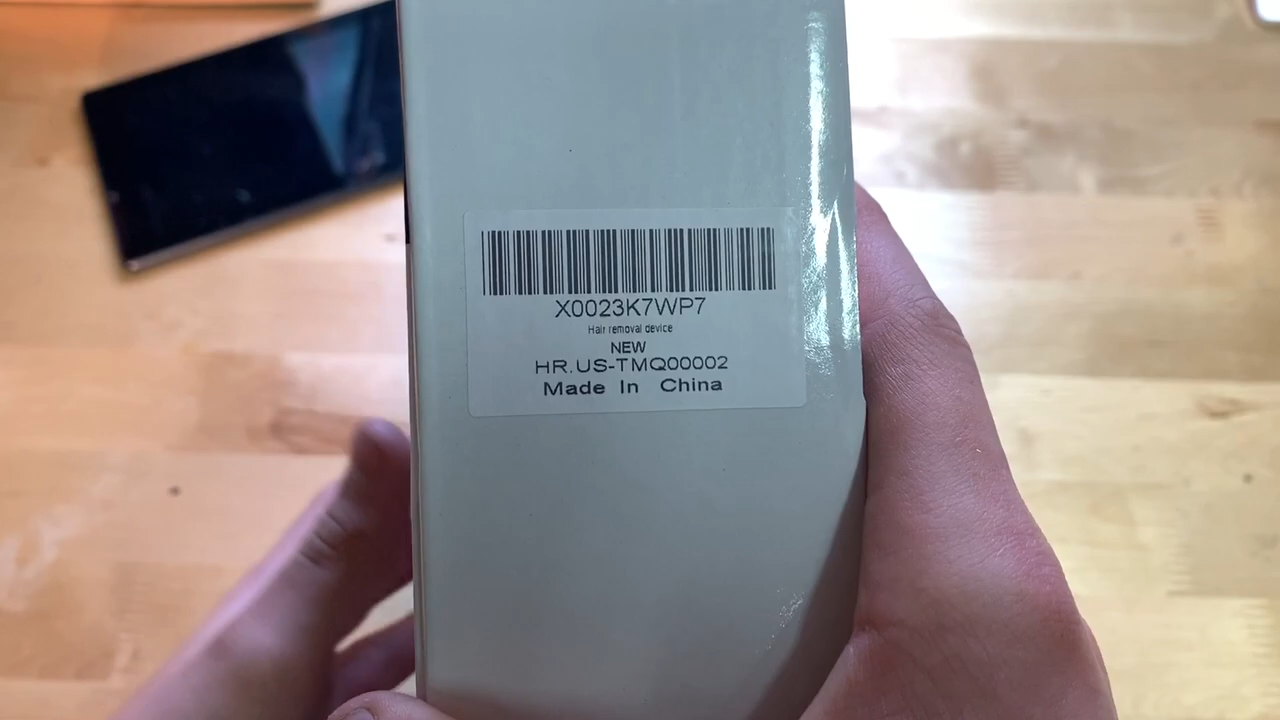 X0023K7WP7
Hair removal device
NEW
HR.US-TMQ00002
Made In China